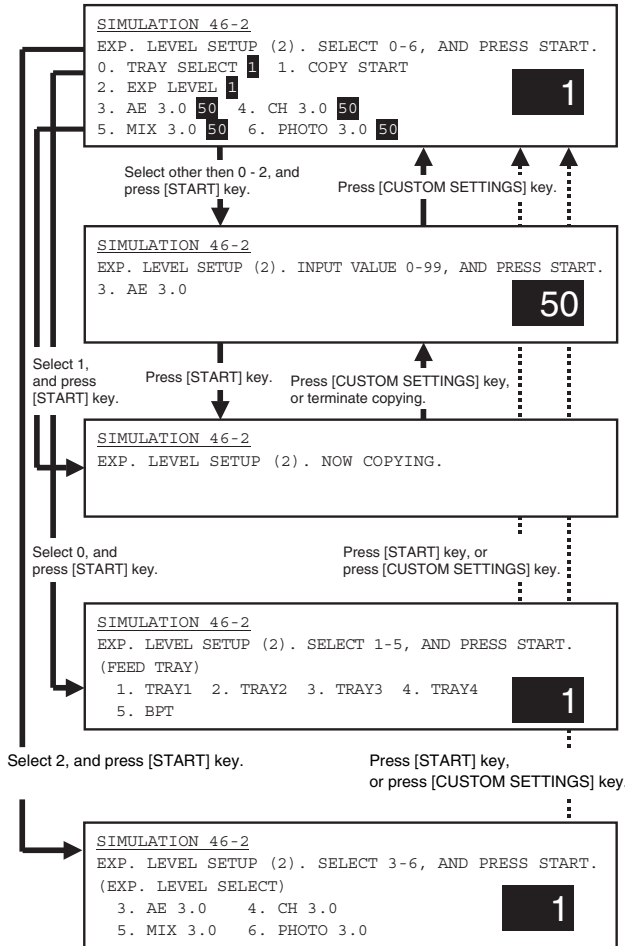 SIMULATION 46-2
EXP. LEVEL SETUP (2). SELECT 0-6, AND PRESS START.
0. TRAY SELECT 1 1. COPY START
2. EXP LEVEL 1
3. AE 3.0 50 4. CH 3.0 50
5. MIX 3.0 50 6. PHOTO 3.0 50
1
Select other then 0 - 2, and
press [START] key.
Press [CUSTOM SETTINGS] key.
SIMULATION 46-2
EXP. LEVEL SETUP (2). INPUT VALUE 0-99, AND PRESS START.
3. AE 3.0
50
Select 1,
and press
[START] key.
Press [START] key.
Press [CUSTOM SETTINGS] key,
or terminate copying.
SIMULATION 46-2
EXP. LEVEL SETUP (2). NOW COPYING.
Select 0, and
press [START] key.
Press [START] key, or
press [CUSTOM SETTINGS] key.
SIMULATION 46-2
EXP. LEVEL SETUP (2). SELECT 1-5, AND PRESS START.
(FEED TRAY)
1. TRAY1 2. TRAY2 3. TRAY3 4. TRAY4
5. BPT
1
Select 2, and press [START] key.
Press [START] key,
or press [CUSTOM SETTINGS] key.
SIMULATION 46-2
EXP. LEVEL SETUP (2). SELECT 3-6, AND PRESS START.
(EXP. LEVEL SELECT)
3. AE 3.0 4. CH 3.0
5. MIX 3.0 6. PHOTO 3.0
1